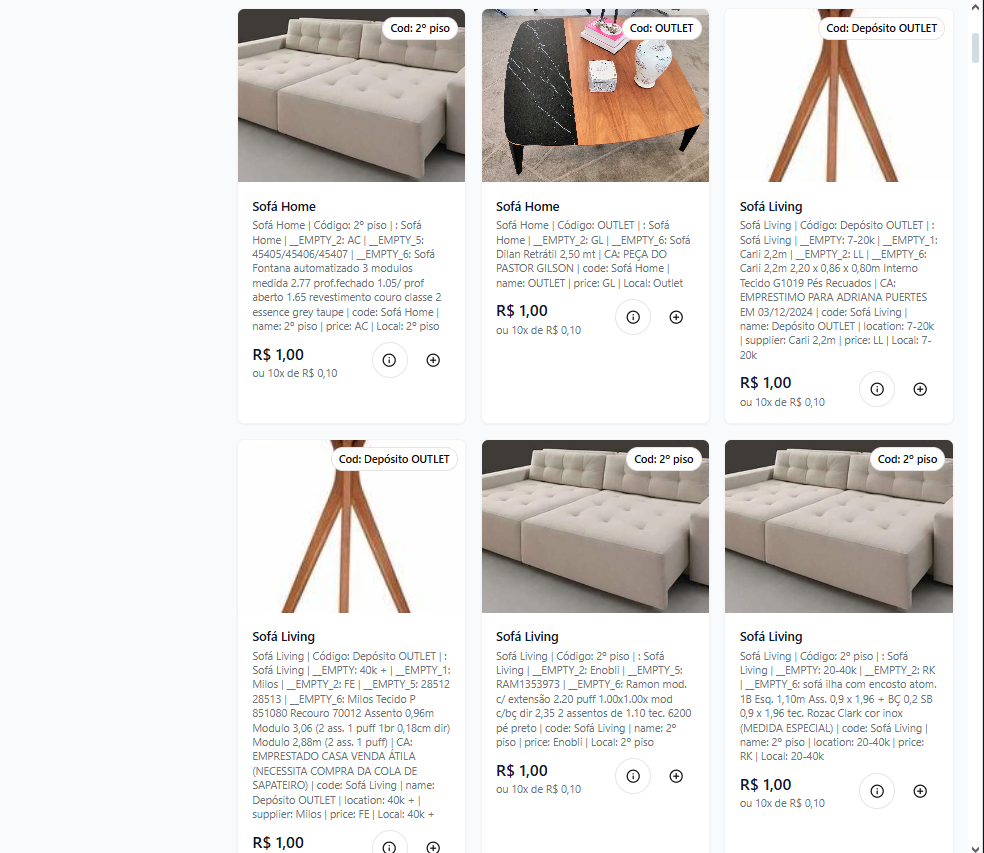 Cod: 2º piso
Sofá Home
Sofá Home | Código: 2º piso | : Sofá
Home | __EMPTY_2: AC | __EMPTY_5:
45405/45406/45407 | __EMPTY_6: Sofá
Fontana automatizado 3 modulos
medida 2.77 prof.fechado 1.05/ prof
aberto 1.65 revestimento couro classe 2
essence grey taupe | code: Sofá Home |
name: 2º piso | price: AC | Local: 2º piso
R$ 1,00
ou 10x de R$ 0,10
Cod: OUTLET
Sofá Home
Sofá Home | Código: OUTLET | : Sofá
Home | __EMPTY_2: GL | __EMPTY_6: Sofá
Dilan Retrátil 2,50 mt | CA: PEÇA DO
PASTOR GILSON | code: Sofá Home |
name: OUTLET | price: GL | Local: Outlet
R$ 1,00
ou 10x de R$ 0,10
Cod: Depósito OUTLET
Sofá Living
Sofá Living | Código: Depósito OUTLET | :
Sofá Living | __EMPTY: 7-20k | __EMPTY_1:
Carli 2,2m | __EMPTY_2: LL | __EMPTY_6:
Carli 2,2m 2,20 x 0,86 x 0,80m Interno
Tecido G1019 Pés Recuados | CA:
EMPRESTIMO PARA ADRIANA PUERTES
EM 03/12/2024 | code: Sofá Living |
name: Depósito OUTLET | location: 7-20k
| supplier: Carli 2,2m | price: LL | Local: 7-
20k
R$ 1,00
ou 10x de R$ 0,10
Cod: Depósito OUTLET
Sofá Living
Sofá Living | Código: Depósito OUTLET | :
Sofá Living | __EMPTY: 40k + | __EMPTY_1:
Milos | __EMPTY_2: FE | __EMPTY_5: 28512
28513 | __EMPTY_6: Milos Tecido P
851080 Recouro 70012 Assento 0,96m
Modulo 3,06 (2 ass. 1 puff 1br 0,18cm dir)
Modulo 2,88m (2 ass. 1 puff) | CA:
EMPRESTADO CASA VENDA ÁTILA
(NECESSITA COMPRA DA COLA DE
SAPATEIRO) | code: Sofá Living | name:
Depósito OUTLET | location: 40k + |
supplier: Milos | price: FE | Local: 40k +
R$ 1,00
Cod: 2º piso
Sofá Living
Sofá Living | Código: 2º piso | : Sofá
Living | __EMPTY_2: Enobli | __EMPTY_5:
RAM1353973 | __EMPTY_6: Ramon mod.
c/ extensão 2.20 puff 1.00x1.00x mod
c/bç dir 2,35 2 assentos de 1.10 tec. 6200
pé preto | code: Sofá Living | name: 2º
piso | price: Enobli | Local: 2º piso
R$ 1,00
ou 10x de R$ 0,10
Cod: 2º piso
Sofá Living
Sofá Living | Código: 2º piso | : Sofá
Living | __EMPTY: 20-40k | __EMPTY_2: RK
| __EMPTY_6: sofá ilha com encosto atom.
1B Esq. 1,10m Ass. 0,9 x 1,96 + BÇ 0,2 SB
0,9 x 1,96 tec. Rozac Clark cor inox
(MEDIDA ESPECIAL) | code: Sofá Living |
name: 2º piso | location: 20-40k | price:
RK | Local: 20-40k
R$ 1,00
ou 10x de R$ 0,10